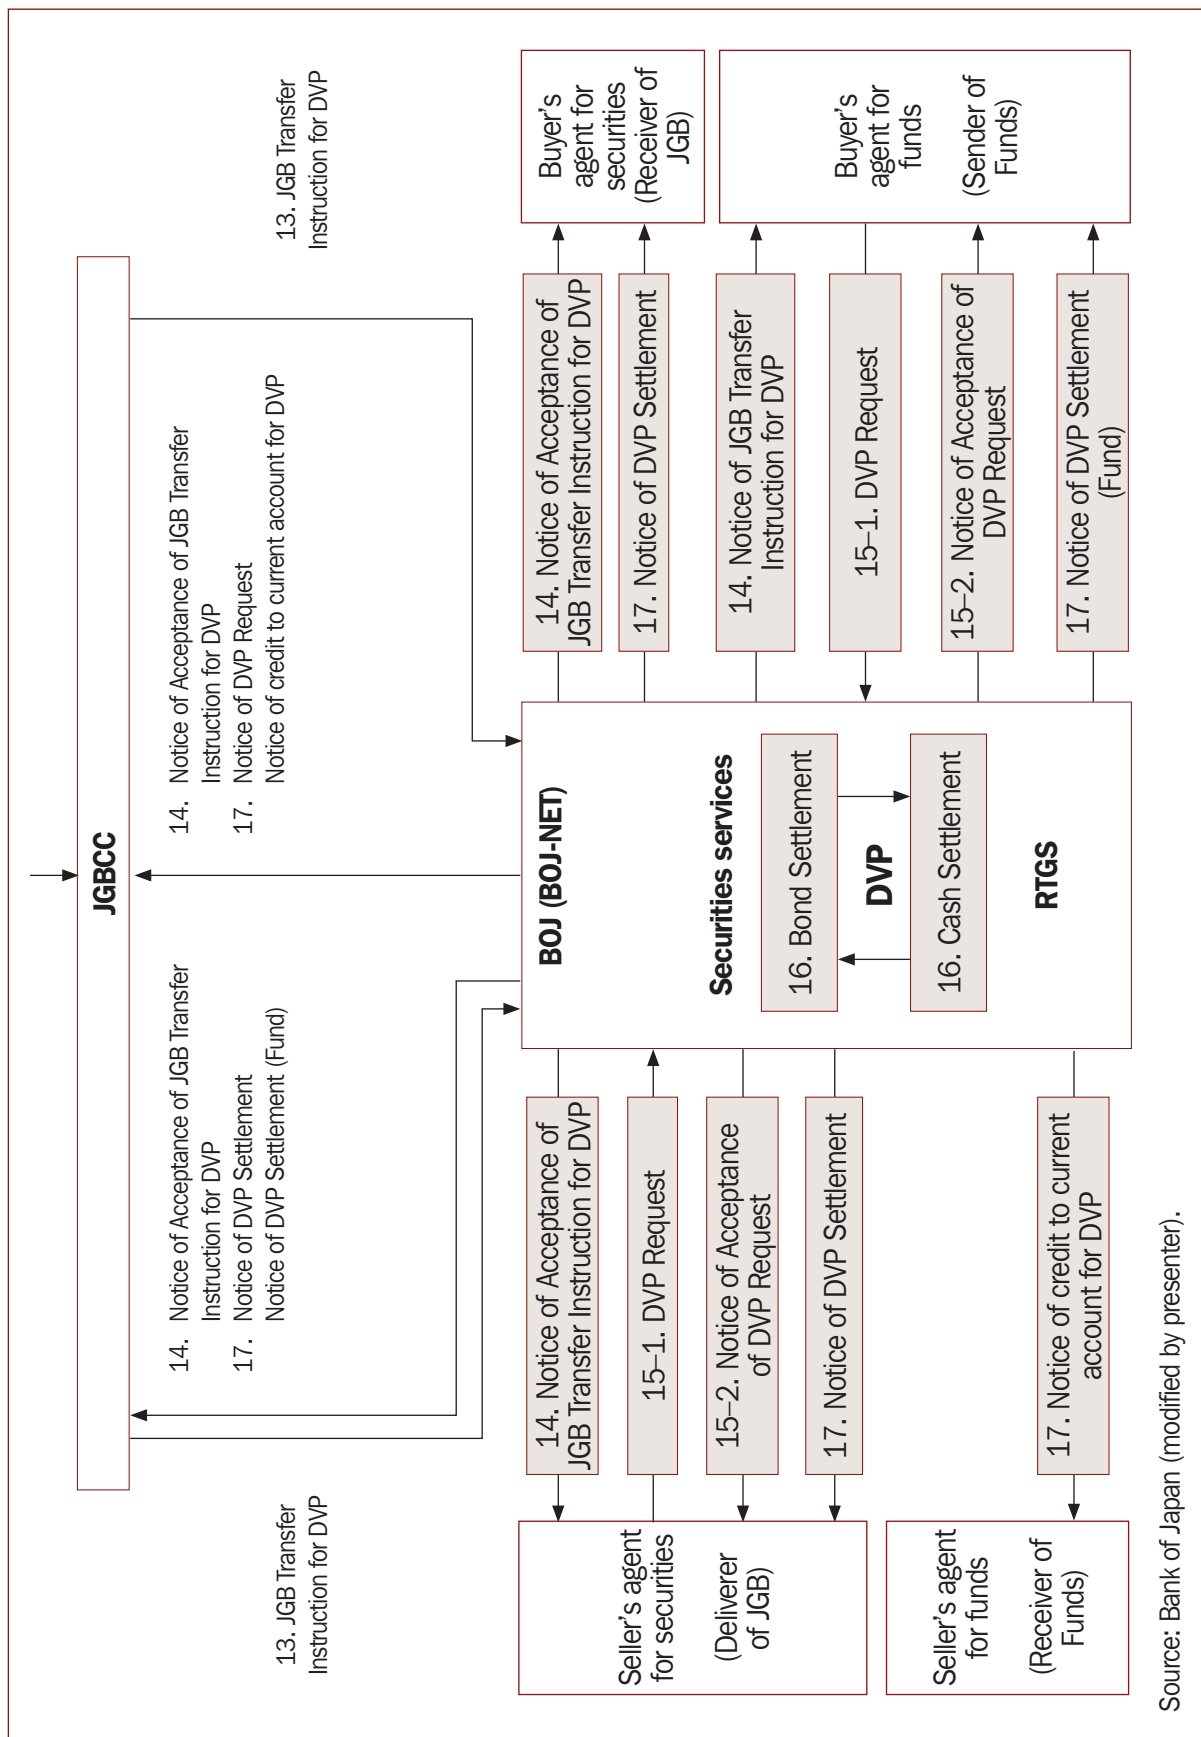 JGBCC
13. JGB Transfer
Instruction for DVP
14. Notice of Acceptance of JGB Transfer
Instruction for DVP
17. Notice of DVP Settlement
Notice of DVP Settlement (Fund)
14. Notice of Acceptance of JGB Transfer
Instruction for DVP
17. Notice of DVP Request
Notice of credit to current account for DVP
13. JGB Transfer
Instruction for DVP
Seller's agent
for securities
(Deliverer
of JGB)
14. Notice of Acceptance of
JGB Transfer Instruction for DVP
15–1. DVP Request
15–2. Notice of Acceptance
of DVP Request
17. Notice of DVP Settlement
Seller's agent
for funds
(Receiver of
Funds)
17. Notice of credit to current
account for DVP
BOJ (BOJ-NET)
Securities services
16. Bond Settlement
DVP
16. Cash Settlement
RTGS
14. Notice of Acceptance of
JGB Transfer Instruction for DVP
17. Notice of DVP Settlement
14. Notice of JGB Transfer
Instruction for DVP
15–1. DVP Request
15–2. Notice of Acceptance of
DVP Request
17. Notice of DVP Settlement
(Fund)
Buyer's
agent for
securities
(Receiver of
JGB)
Buyer's
agent for
funds
(Sender of
Funds)
Source: Bank of Japan (modified by presenter).